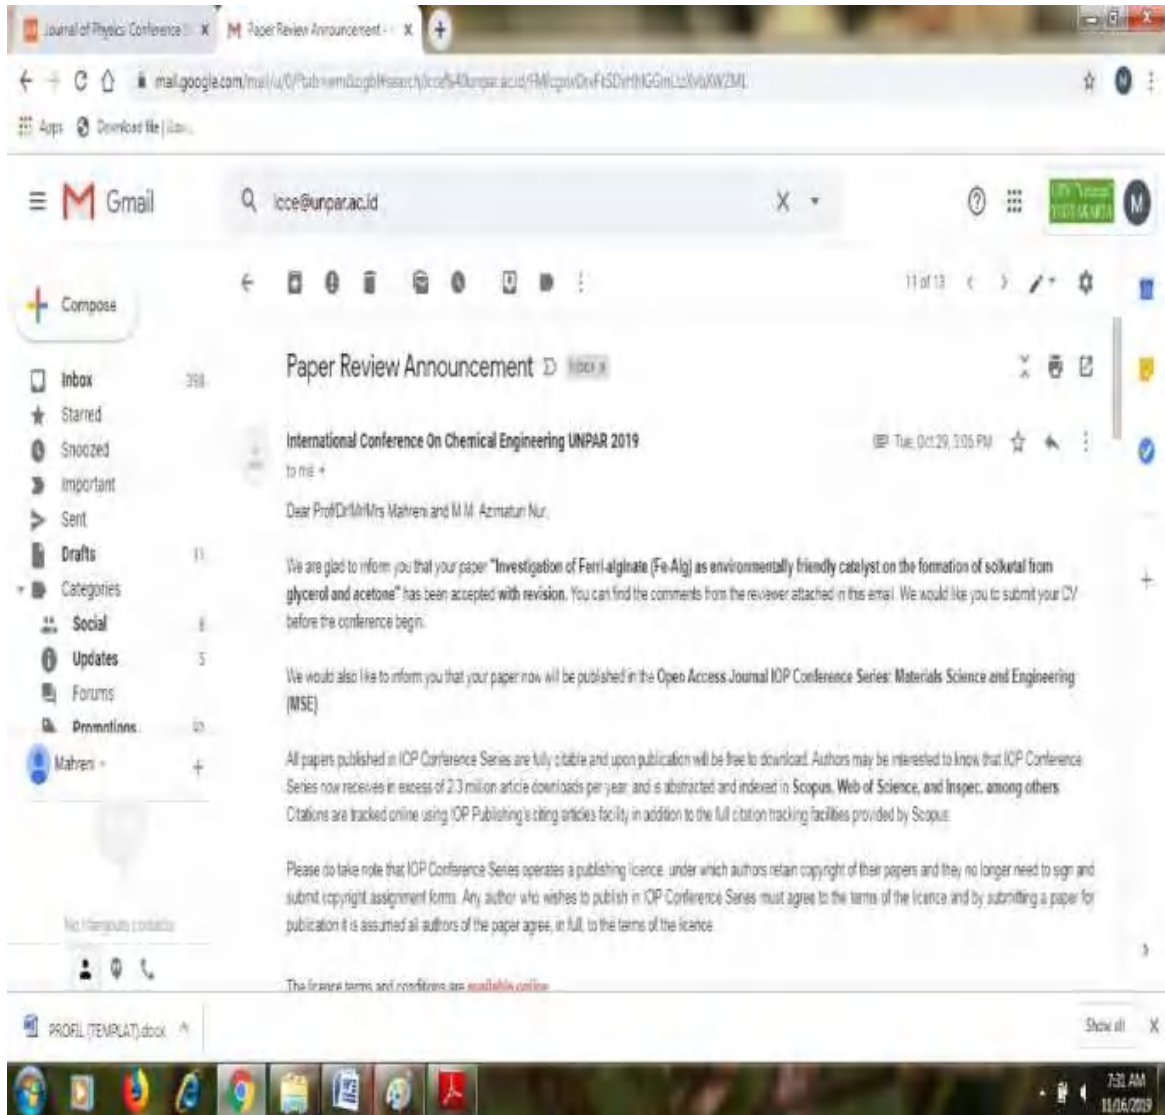 Journal of Physics: Conference S X
Paper Review Announcement - X
mail.google.com
Apps Download file
Gmail
icce@unpar.ac.id
M
Compose
11 of 13
Paper Review Announcement
Inbox x
Inbox 398
Starred
Snoozed
Important
Sent
Drafts 11
Categories
Social
Updates 5
Forums
Promotions
Mahreni
International Conference On Chemical Engineering UNPAR 2019
Tue, Oct 29, 3:06 PM
to me
Dear Prof/Dr/Mr/Mrs Mahreni and M.M. Azimatun Nur,
We are glad to inform you that your paper "Investigation of Ferri-alginate (Fe-Alg) as environmentally friendly catalyst on the formation of solketal from
glycerol and acetone" has been accepted with revision. You can find the comments from the reviewer attached in this email. We would like you to submit your CV
before the conference begin.
We would also like to inform you that your paper now will be published in the Open Access Journal IOP Conference Series: Materials Science and Engineering
(MSE)
All papers published in IOP Conference Series are fully citable and upon publication will be free to download. Authors may be interested to know that IOP Conference
Series now receives in excess of 2.3 million article downloads per year, and is abstracted and indexed in Scopus, Web of Science, and Inspec, among others.
Citations are tracked online using IOP Publishing's citing articles facility in addition to the full citation tracking facilities provided by Scopus.
Please do take note that IOP Conference Series operates a publishing licence, under which authors retain copyright of their papers and they no longer need to sign and
submit copyright assignment forms. Any author who wishes to publish in IOP Conference Series must agree to the terms of the licence and by submitting a paper for
publication it is assumed all authors of the paper agree, in full, to the terms of the licence.
The licence terms and conditions are available online
PROFIL (TEMPLAT).docx
Show all X
7:31 AM
11/16/2019